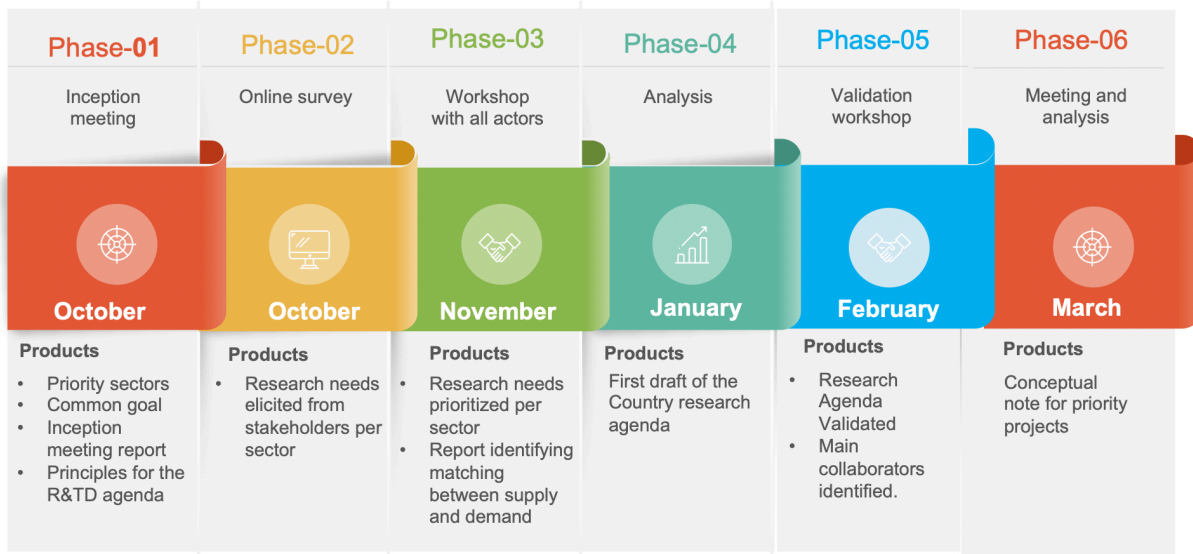 Phase-01
Inception
meeting
October
Products
• Priority sectors
• Common goal
• Inception
meeting report
• Principles for the
R&TD agenda
Phase-02
Online survey
October
Products
• Research needs
elicited from
stakeholders per
sector
Phase-03
Workshop
with all actors
November
Products
• Research needs
prioritized per
sector
• Report identifying
matching
between supply
and demand
Phase-04
Analysis
January
Products
First draft of the
Country research
agenda
Phase-05
Validation
workshop
February
Products
• Research
Agenda
Validated
• Main
collaborators
identified.
Phase-06
Meeting and
analysis
March
Products
Conceptual
note for priority
projects